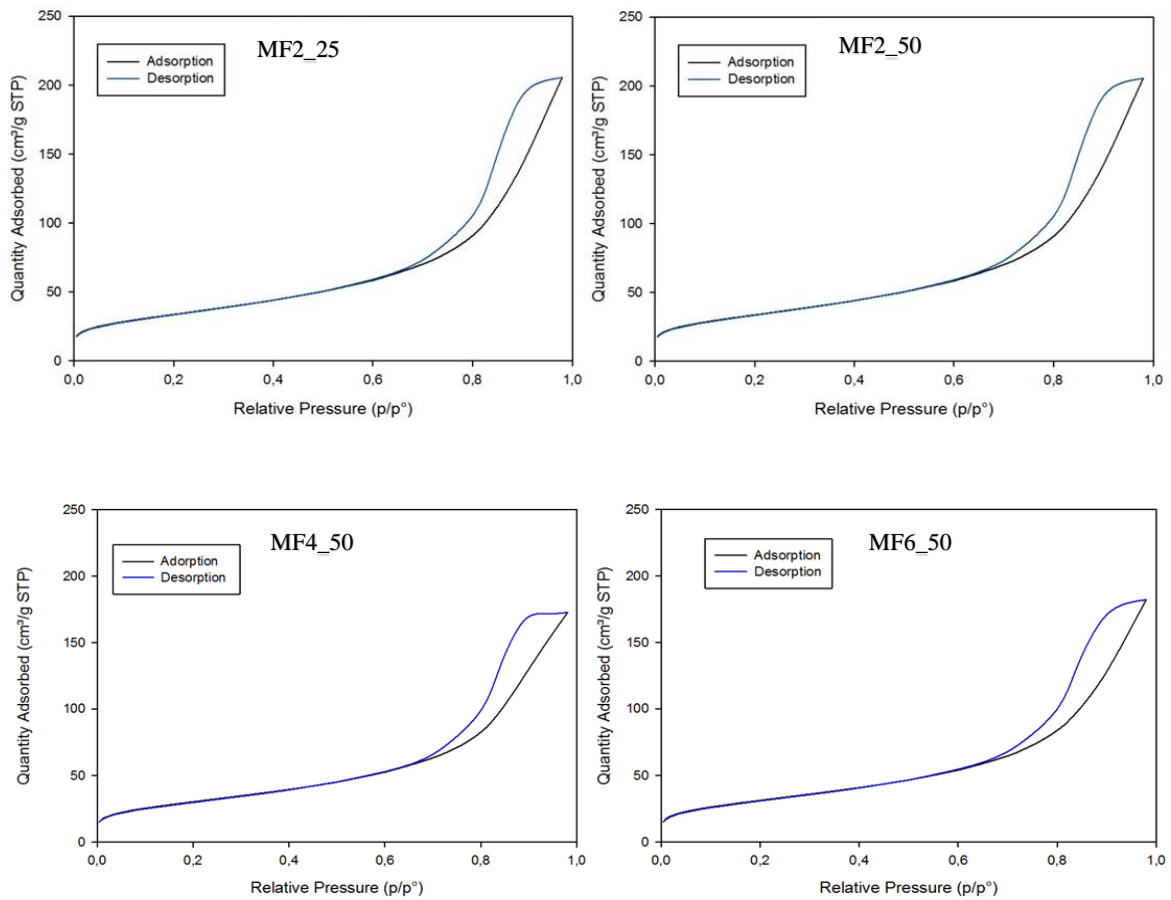 MF2_25
Adsorption
Desorption
Quantity Adsorbed (cm³/g STP)
250
200
150
100
50
0
0,0 0,2 0,4 0,6 0,8 1,0
Relative Pressure (p/p°)
MF2_50
Adsorption
Desorption
Quantity Adsorbed (cm³/g STP)
250
200
150
100
50
0
0,0 0,2 0,4 0,6 0,8 1,0
Relative Pressure (p/p°)
MF4_50
Adorption
Desorption
Quantity Adsorbed (cm³/g STP)
250
200
150
100
50
0
0,0 0,2 0,4 0,6 0,8 1,0
Relative Pressure (p/p°)
MF6_50
Adsorption
Desorption
Quantity Adsorbed (cm³/g STP)
250
200
150
100
50
0
0,0 0,2 0,4 0,6 0,8 1,0
Relative Pressure (p/p°)